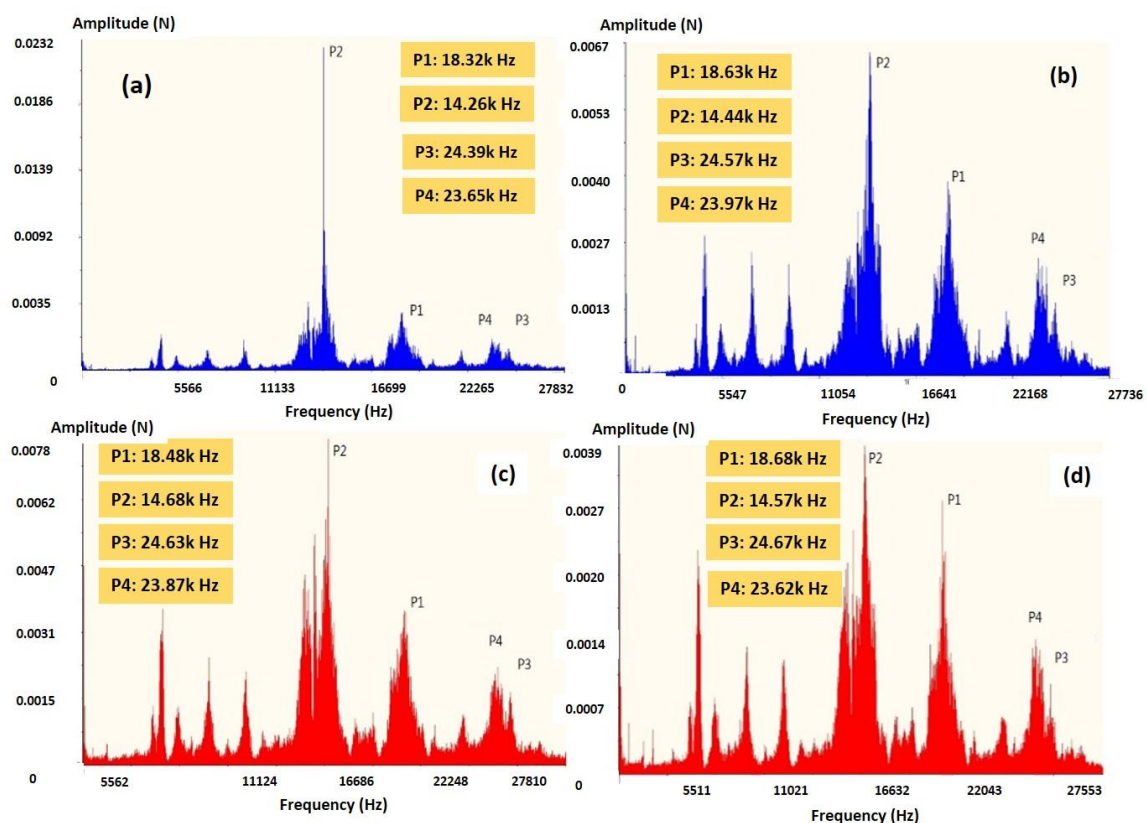 Amplitude (N)
0.0232
0.0186
0.0139
0.0092
0.0035
0
(a)
P2
P1: 18.32k Hz
P2: 14.26k Hz
P3: 24.39k Hz
P4: 23.65k Hz
P1
P4
P3
5566
11133
16699
22265
27832
Frequency (Hz)
Amplitude (N)
0.0067
0.0053
0.0040
0.0027
0.0013
P1: 18.63k Hz
P2: 14.44k Hz
P3: 24.57k Hz
P4: 23.97k Hz
P2
(b)
P1
P4
P3
0
5547
11054
16641
22168
27736
Frequency (Hz)
Amplitude (N)
0.0078
0.0062
0.0047
0.0031
0.0015
0
P1: 18.48k Hz
P2: 14.68k Hz
P3: 24.63k Hz
P4: 23.87k Hz
P2
(c)
P1
P4
P3
5562
11124
16686
22248
27810
Frequency (Hz)
Amplitude (N)
0.0039
0.0027
0.0020
0.0014
0.0007
0
P1: 18.68k Hz
P2: 14.57k Hz
P3: 24.67k Hz
P4: 23.62k Hz
P2
(d)
P1
P4
P3
5511
11021
16632
22043
27553
Frequency (Hz)